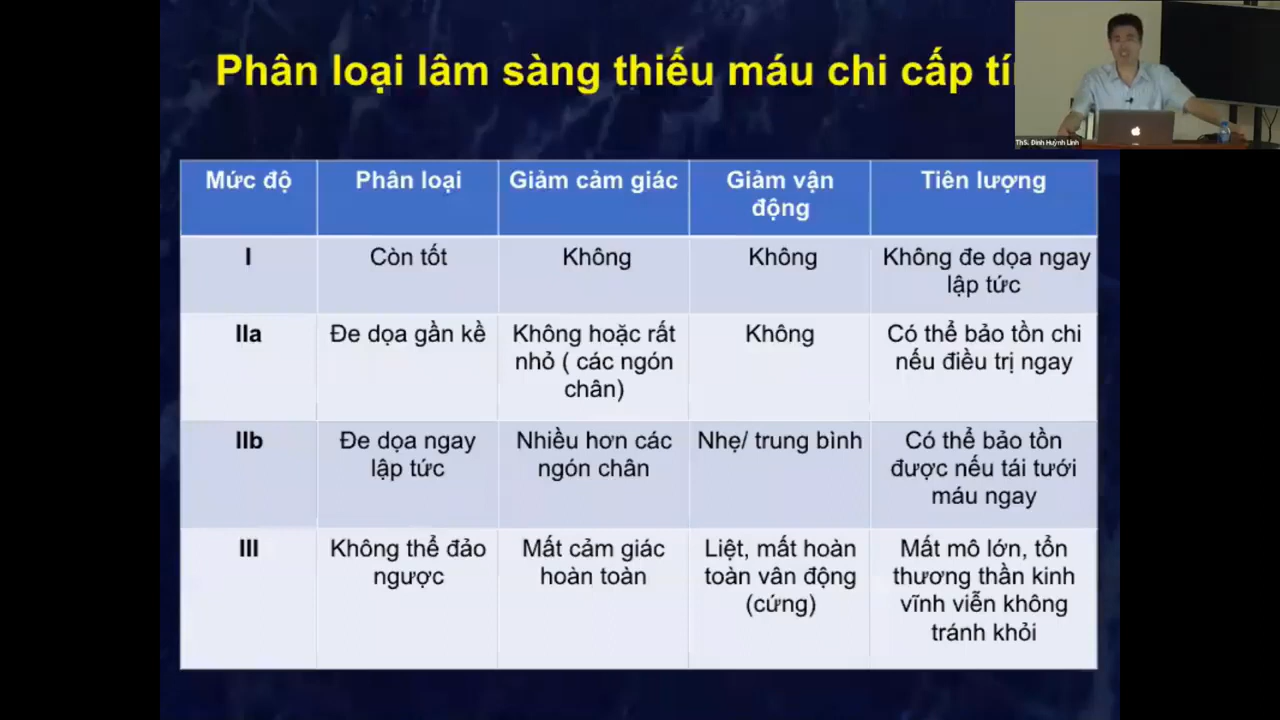 Phân loại lâm sàng thiếu máu chi cấp
ThS. Đinh Huỳnh Linh
Mức độ Phân loại Giảm cảm giác Giảm vận Tiên lượng
động
I Còn tốt Không Không Không đe dọa ngay
lập tức
IIa Đe dọa gần kề Không hoặc rất Không Có thể bảo tồn chi
nhỏ ( các ngón nếu điều trị ngay
chân)
IIb Đe dọa ngay Nhiều hơn các Nhẹ/ trung bình Có thể bảo tồn
lập tức ngón chân được nếu tái tưới
máu ngay
III Không thể đảo Mất cảm giác Liệt, mất hoàn Mất mô lớn, tổn
ngược hoàn toàn toàn vân động thương thần kinh
(cứng) vĩnh viễn không
tránh khỏi